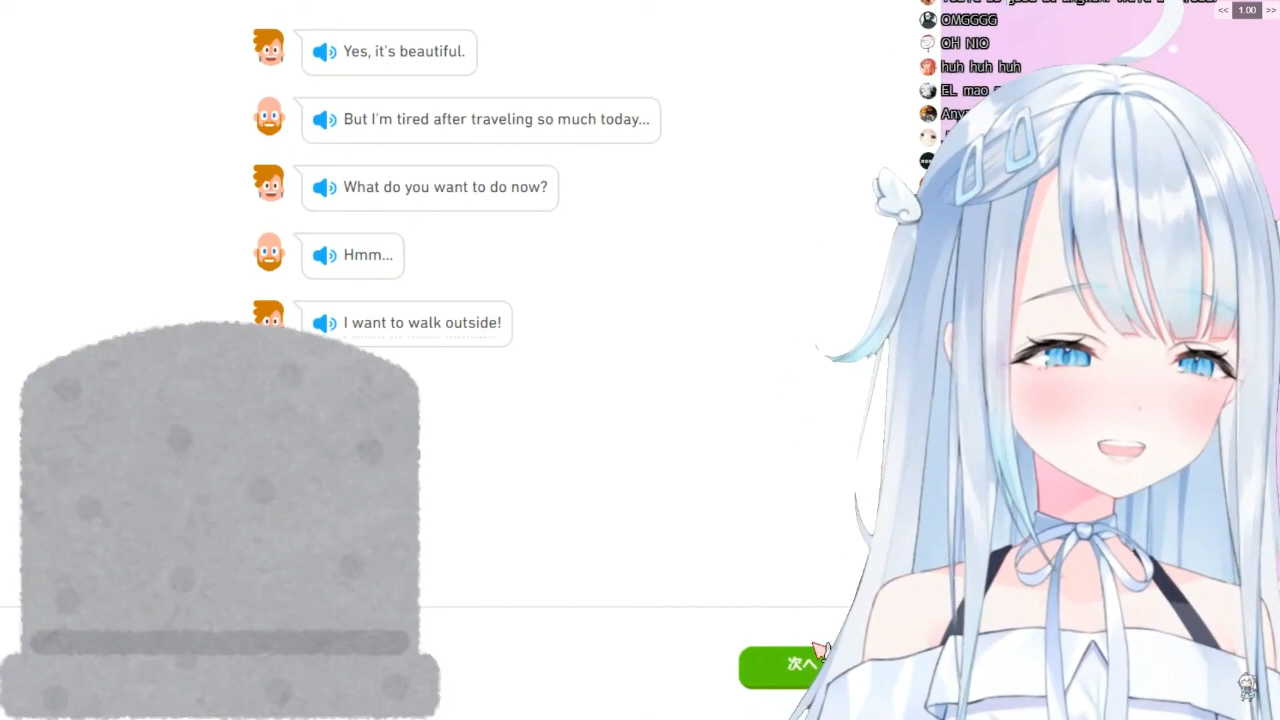 Yes, it's beautiful.
But I'm tired after traveling so much today...
What do you want to do now?
Hmm...
I want to walk outside!
次へ
<< 1.00 >>
OMGGGG
OH NIO
huh huh huh
EL mao